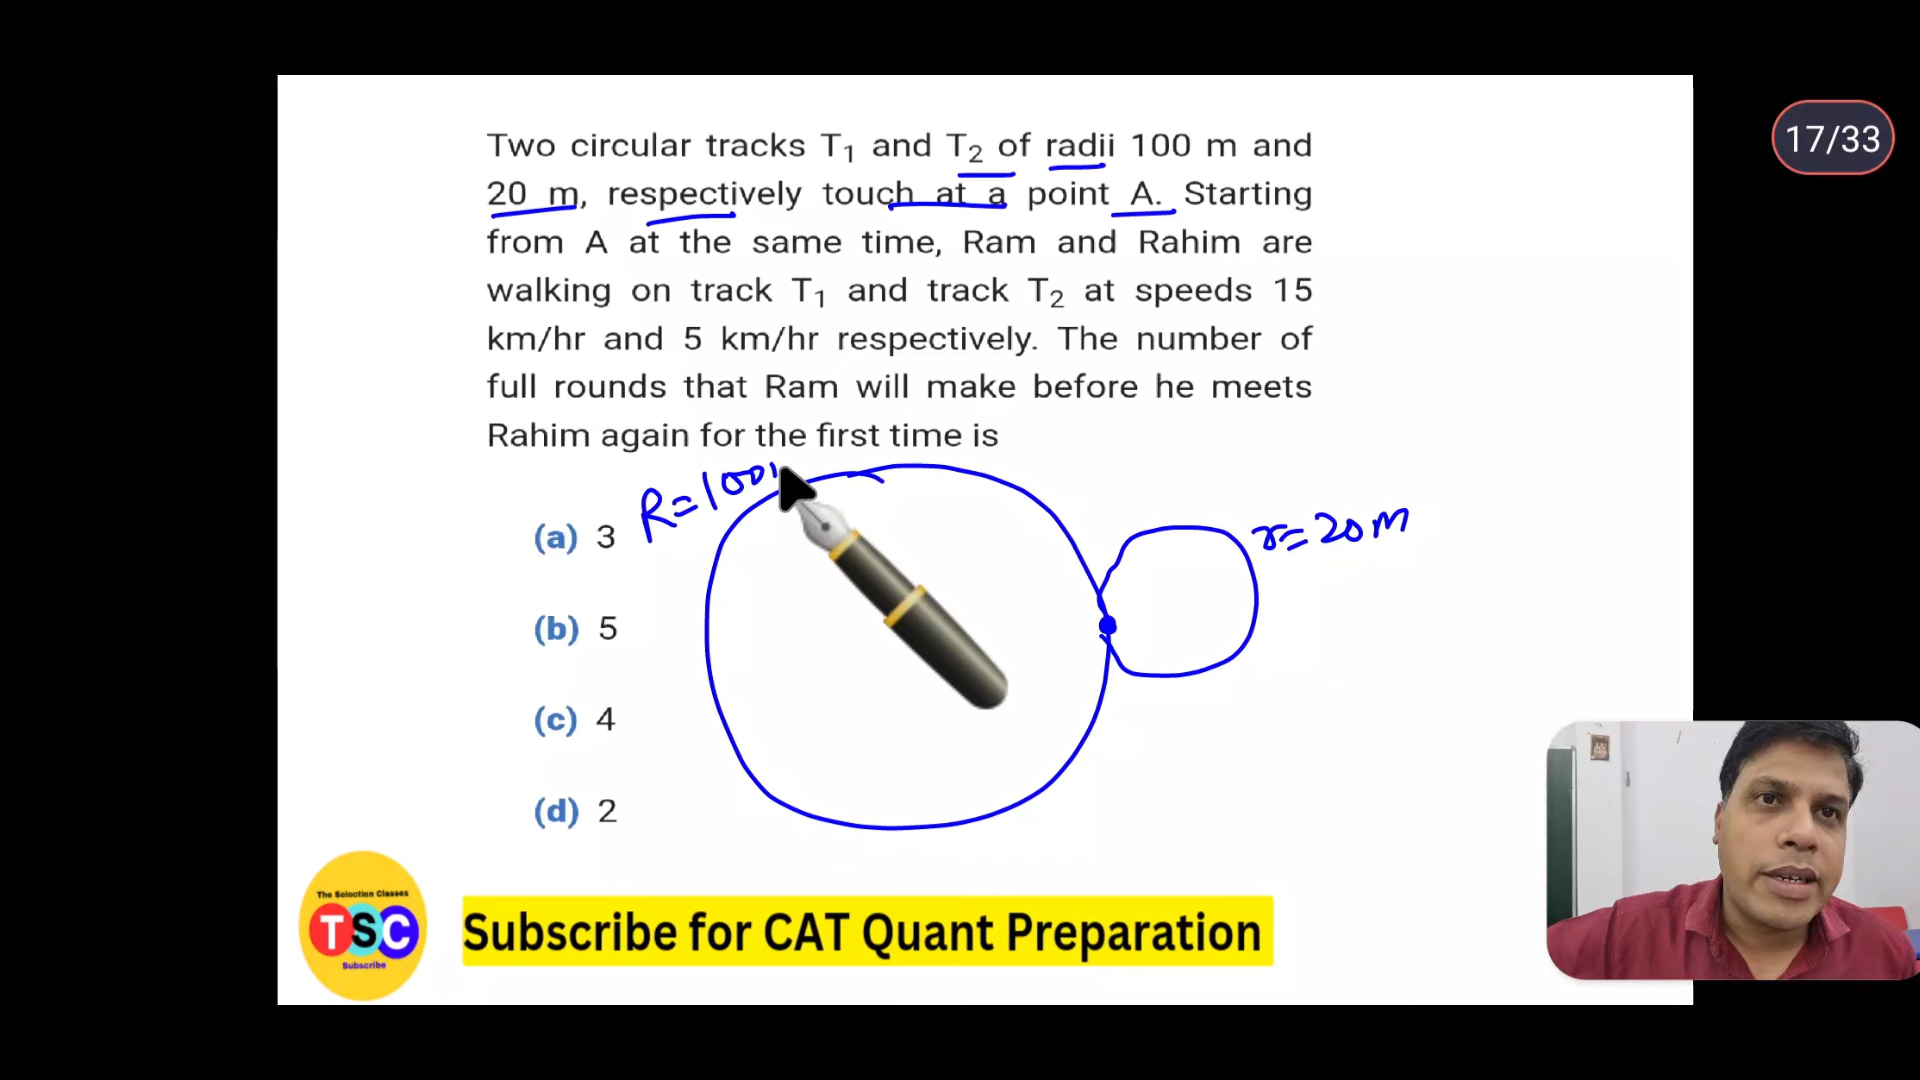 17/33
Two circular tracks T₁ and T₂ of radii 100 m and
20 m, respectively touch at a point A. Starting
from A at the same time, Ram and Rahim are
walking on track T₁ and track T₂ at speeds 15
km/hr and 5 km/hr respectively. The number of
full rounds that Ram will make before he meets
Rahim again for the first time is
R=100
r=20m
(a) 3
(b) 5
(c) 4
(d) 2
The Selection Classes
TSC
Subscribe
Subscribe for CAT Quant Preparation